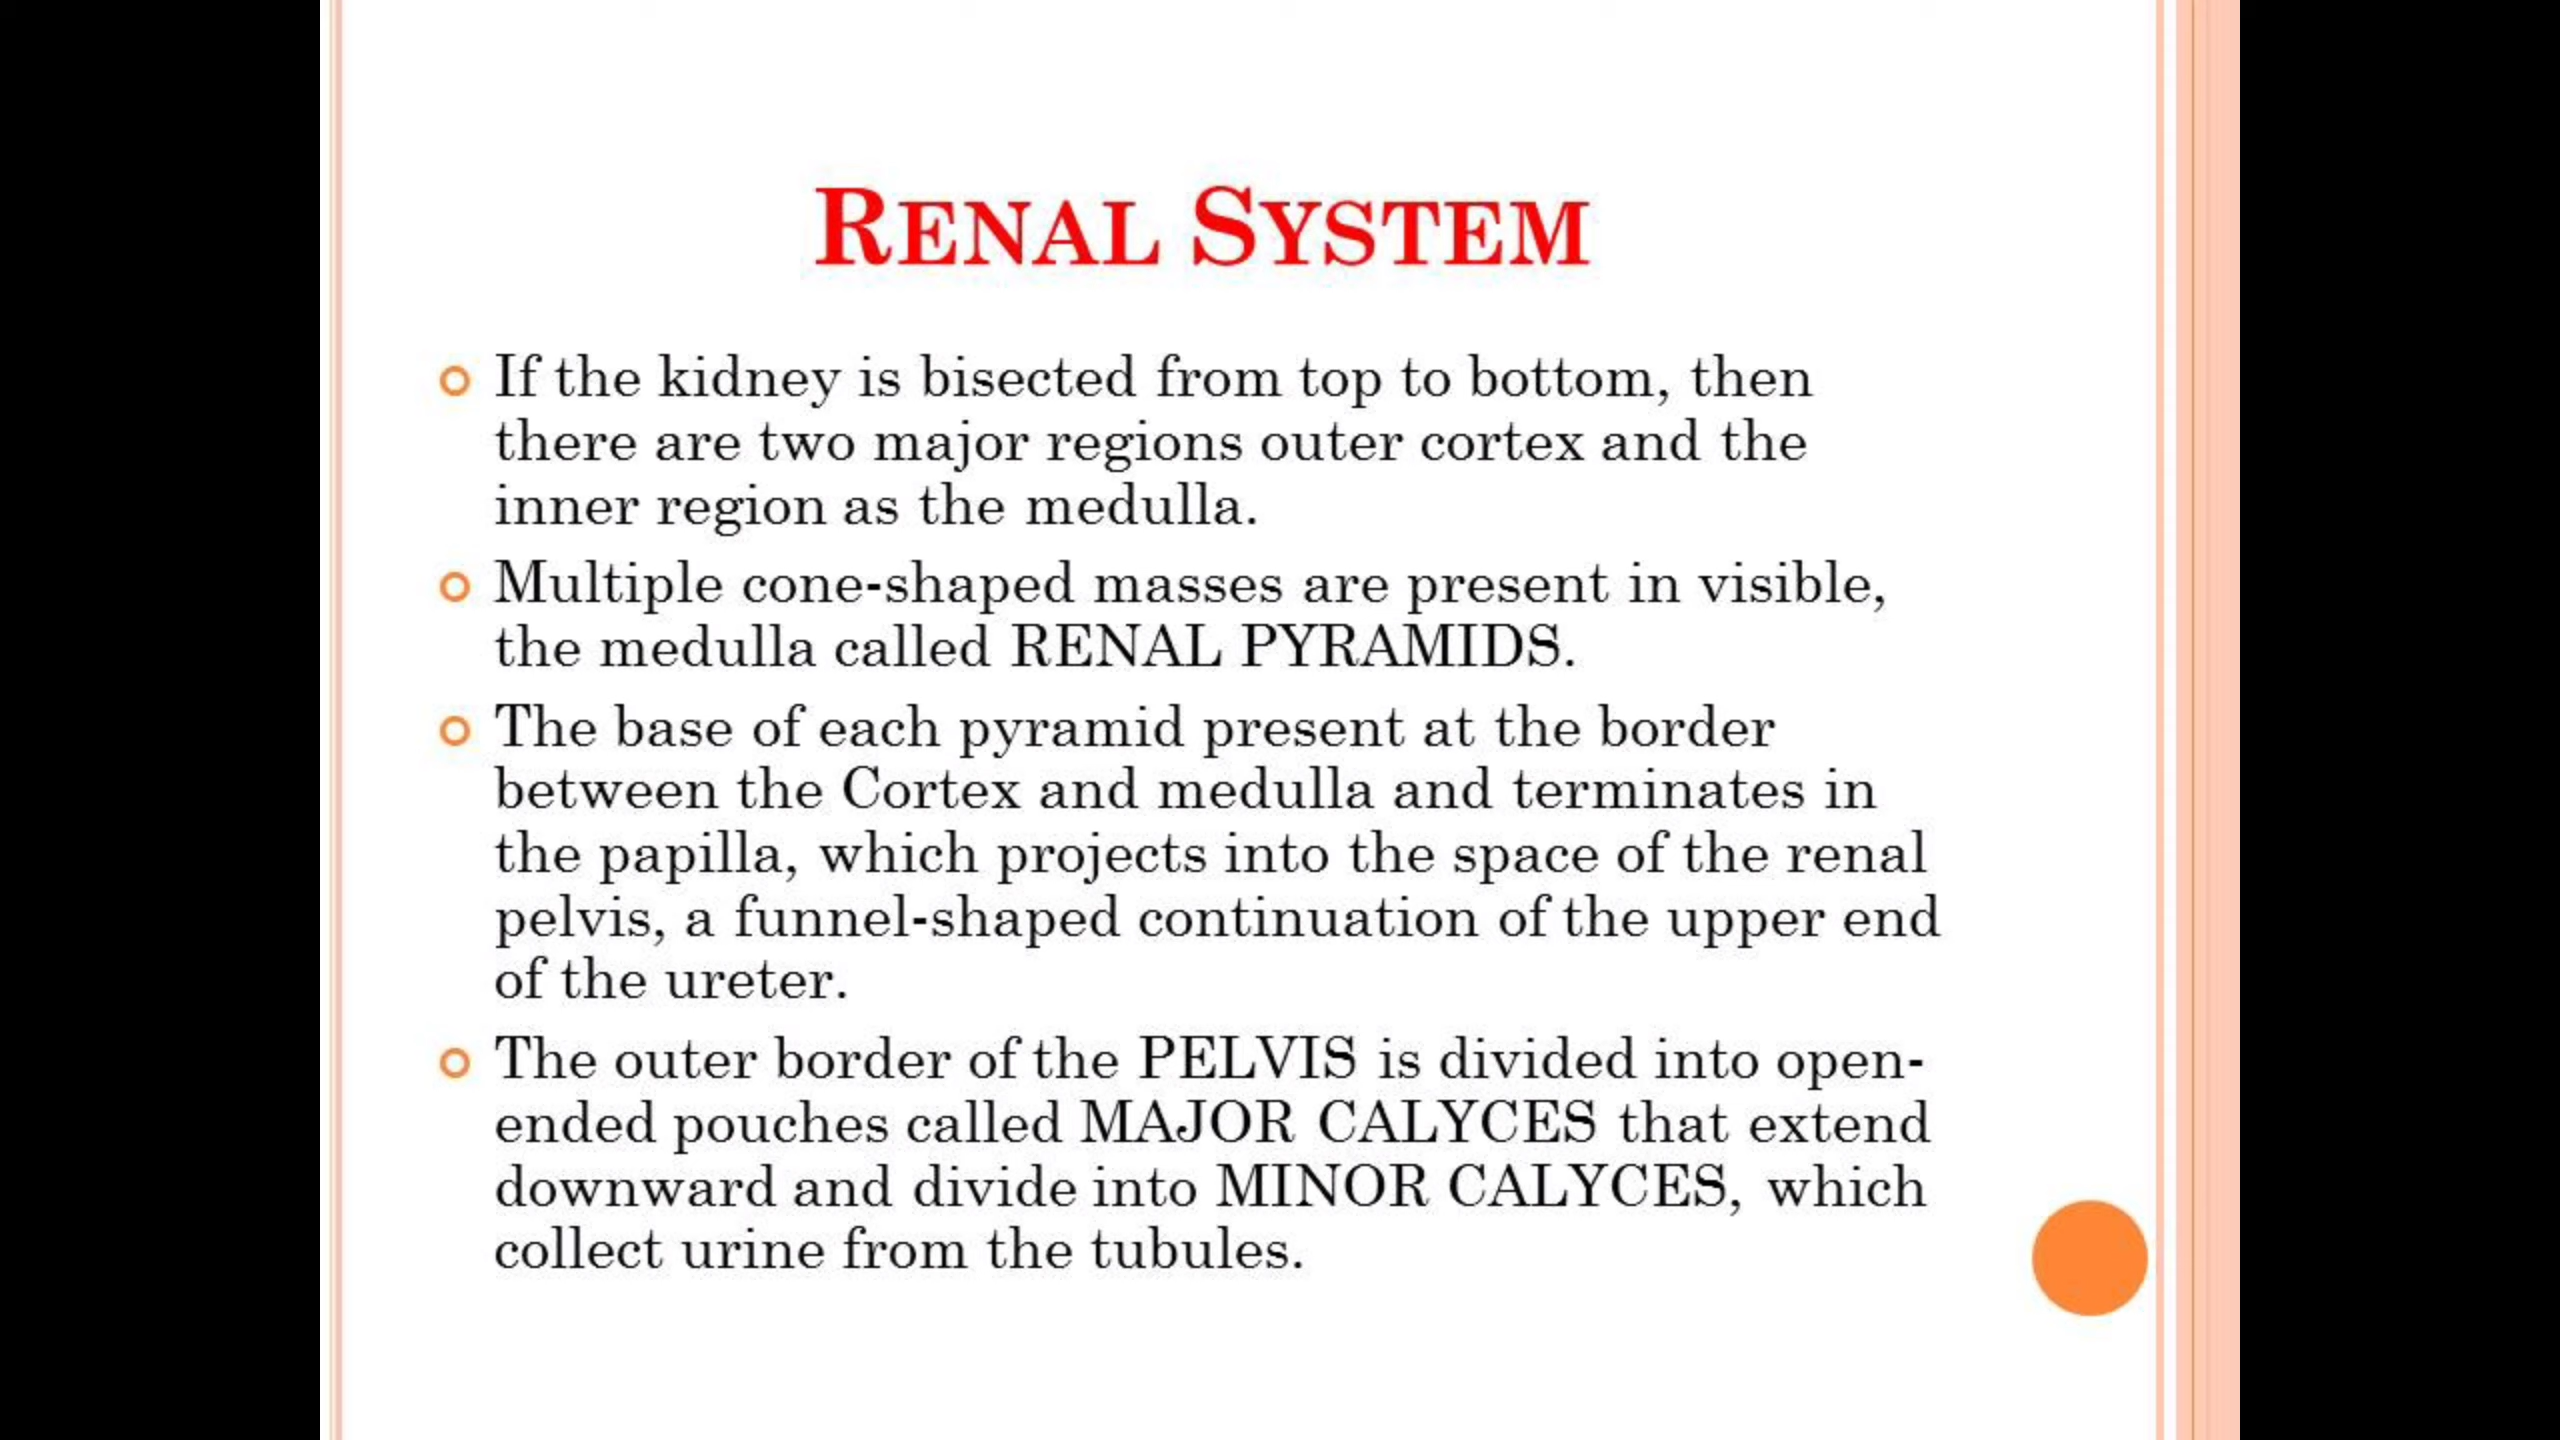 RENAL SYSTEM
If the kidney is bisected from top to bottom, then
there are two major regions outer cortex and the
inner region as the medulla.
Multiple cone-shaped masses are present in visible,
the medulla called RENAL PYRAMIDS.
The base of each pyramid present at the border
between the Cortex and medulla and terminates in
the papilla, which projects into the space of the renal
pelvis, a funnel-shaped continuation of the upper end
of the ureter.
The outer border of the PELVIS is divided into open-
ended pouches called MAJOR CALYCES that extend
downward and divide into MINOR CALYCES, which
collect urine from the tubules.